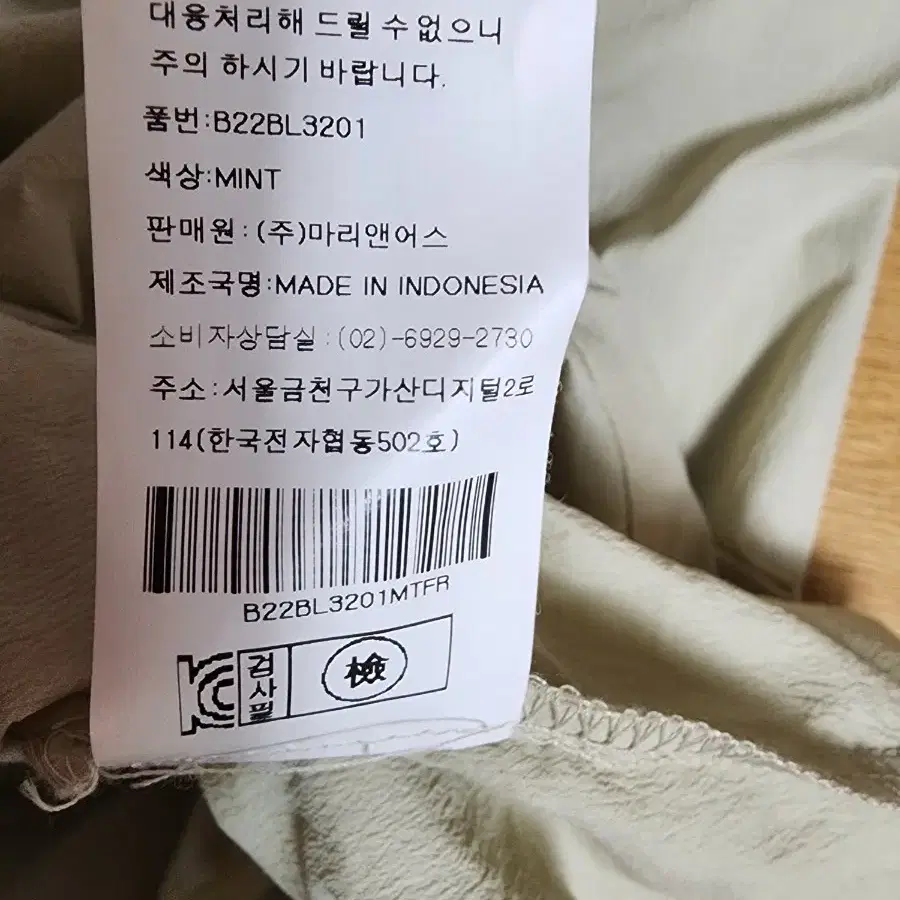 대용처리해 드릴 수 없으니
주의 하시기 바랍니다.
품번:B22BL3201
색상:MINT
판매원:(주)마리앤어스
제조국명:MADE IN INDONESIA
소비자상담실:(02)-6929-2730
주소:서울금천구가산디지털2로
114(한국전자협동502호)
B22BL3201MTFR
KC 검사필 檢